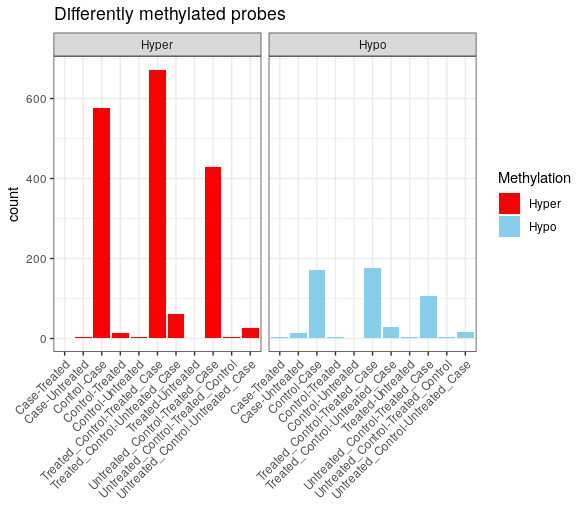 Differently methylated probes
Hyper
Hypo
count
600
400
200
0
Case-Treated
Case-Untreated
Control-Case
Control-Treated
Control-Untreated
Treated_Control-Treated_Case
Treated_Control-Untreated_Case
Treated-Untreated
Untreated_Control-Treated_Case
Untreated_Control-Treated_Control
Untreated_Control-Untreated_Case
Case-Treated
Case-Untreated
Control-Case
Control-Treated
Control-Untreated
Treated_Control-Treated_Case
Treated_Control-Untreated_Case
Treated-Untreated
Untreated_Control-Treated_Case
Untreated_Control-Treated_Control
Untreated_Control-Untreated_Case
Methylation
Hyper
Hypo